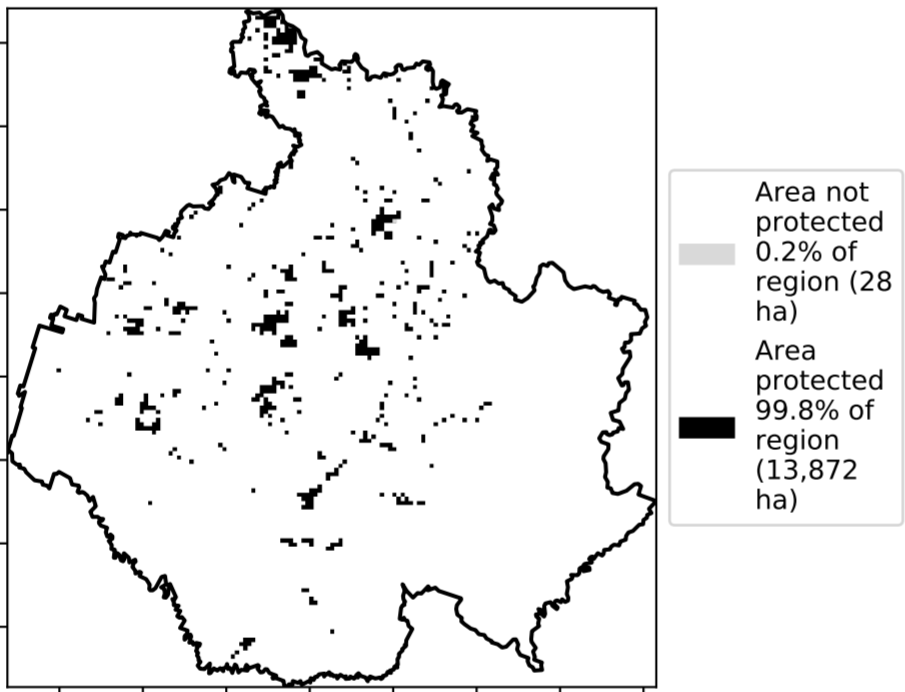 Area not
protected
0.2% of
region (28
ha)
Area
protected
99.8% of
region
(13,872
ha)